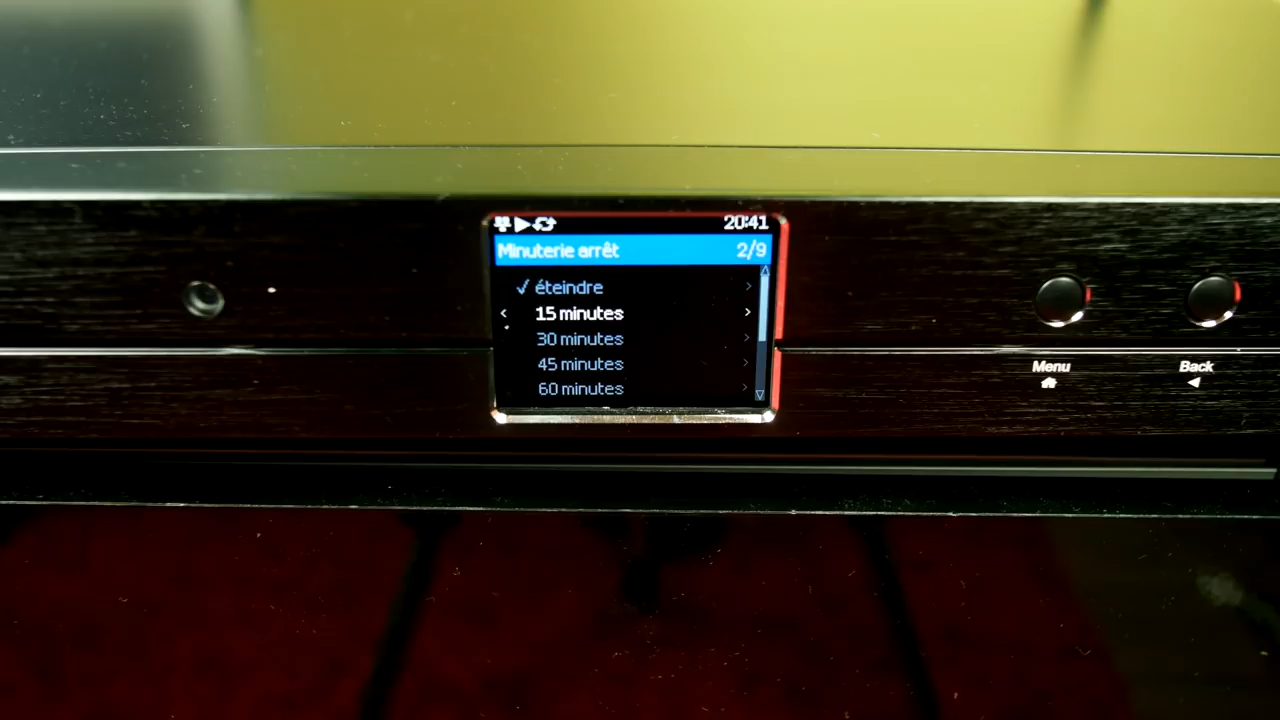 20:41
Minuterie arrêt 2/9
éteindre
15 minutes
30 minutes
45 minutes
60 minutes
Menu
Back